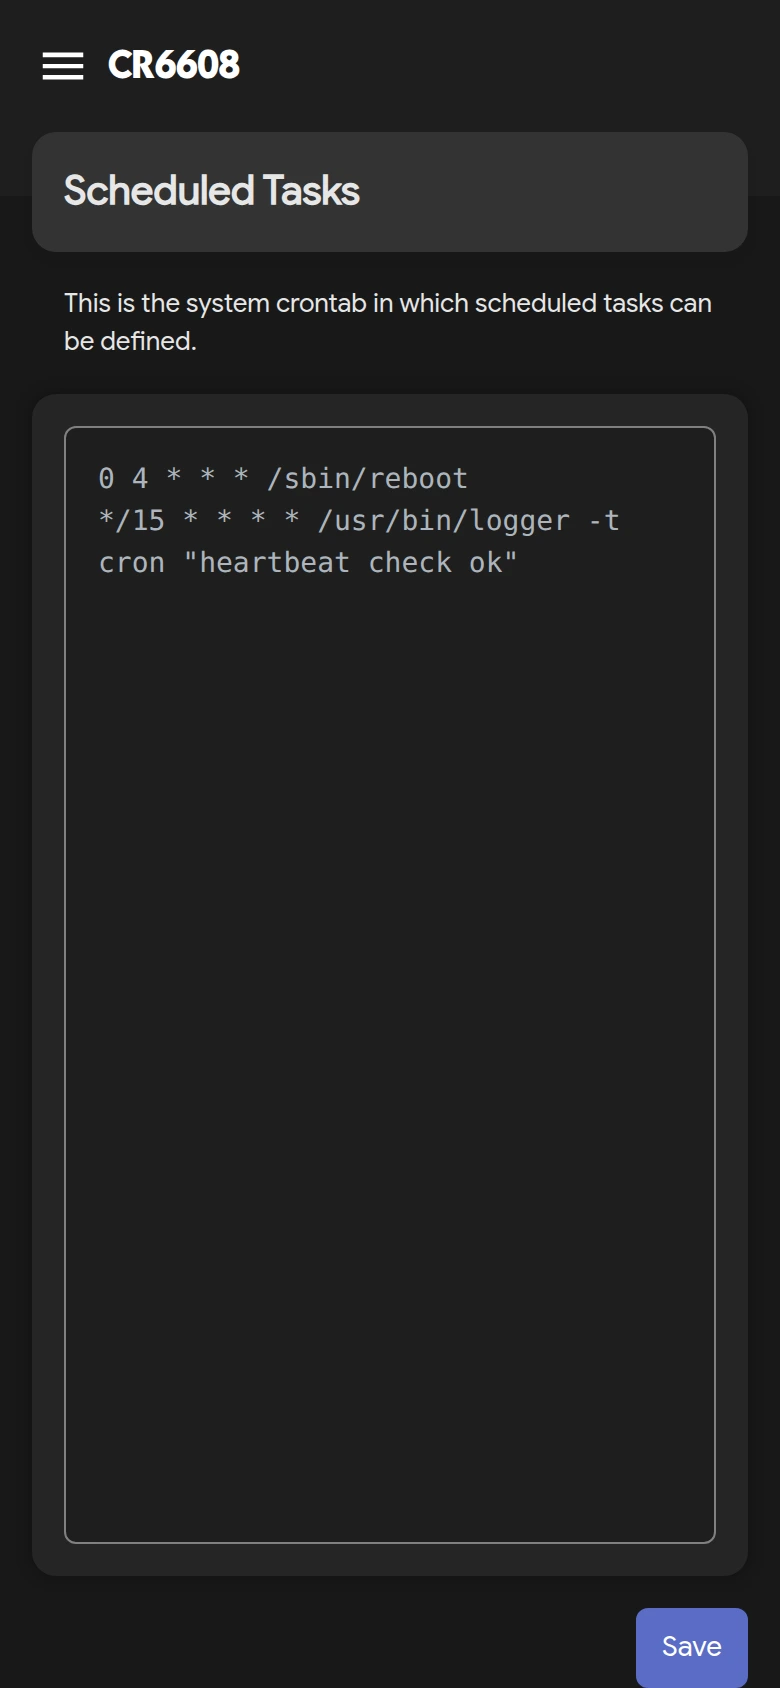 CR6608
Scheduled Tasks
This is the system crontab in which scheduled tasks can
be defined.
0 4 * * * /sbin/reboot
*/15 * * * * /usr/bin/logger -t
cron "heartbeat check ok"
Save